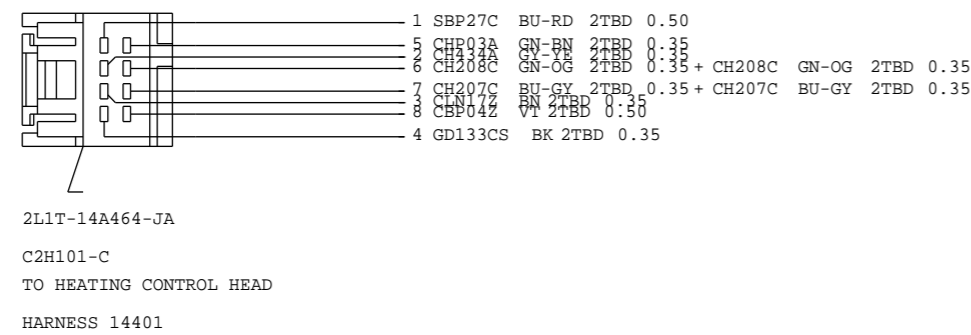 1 SBP27C BU-RD 2TBD 0.50
5 CHP03A GN-BN 2TBD 0.35
2 CH434A GY-YE 2TBD 0.35
6 CH208C GN-OG 2TBD 0.35 + CH208C GN-OG 2TBD 0.35
7 CH207C BU-GY 2TBD 0.35 + CH207C BU-GY 2TBD 0.35
3 CLN17Z BN 2TBD 0.35
8 CBP04Z VT 2TBD 0.50
4 GD133CS BK 2TBD 0.35
2L1T-14A464-JA
C2H101-C
TO HEATING CONTROL HEAD
HARNESS 14401